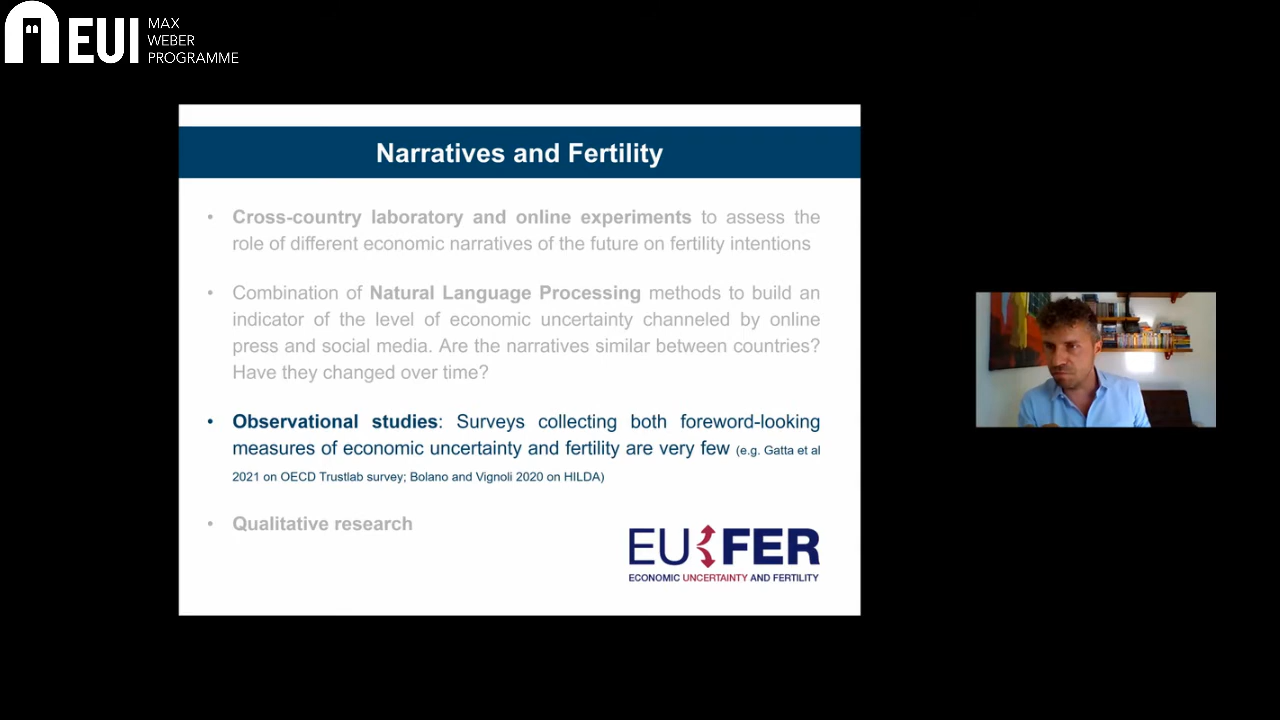 EUI
MAX
WEBER
PROGRAMME
Narratives and Fertility
• Cross-country laboratory and online experiments to assess the
role of different economic narratives of the future on fertility intentions
• Combination of Natural Language Processing methods to build an
indicator of the level of economic uncertainty channeled by online
press and social media. Are the narratives similar between countries?
Have they changed over time?
• Observational studies: Surveys collecting both foreword-looking
measures of economic uncertainty and fertility are very few (e.g. Gatta et al
2021 on OECD Trustlab survey; Bolano and Vignoli 2020 on HILDA)
• Qualitative research
EU FER
ECONOMIC UNCERTAINTY AND FERTILITY